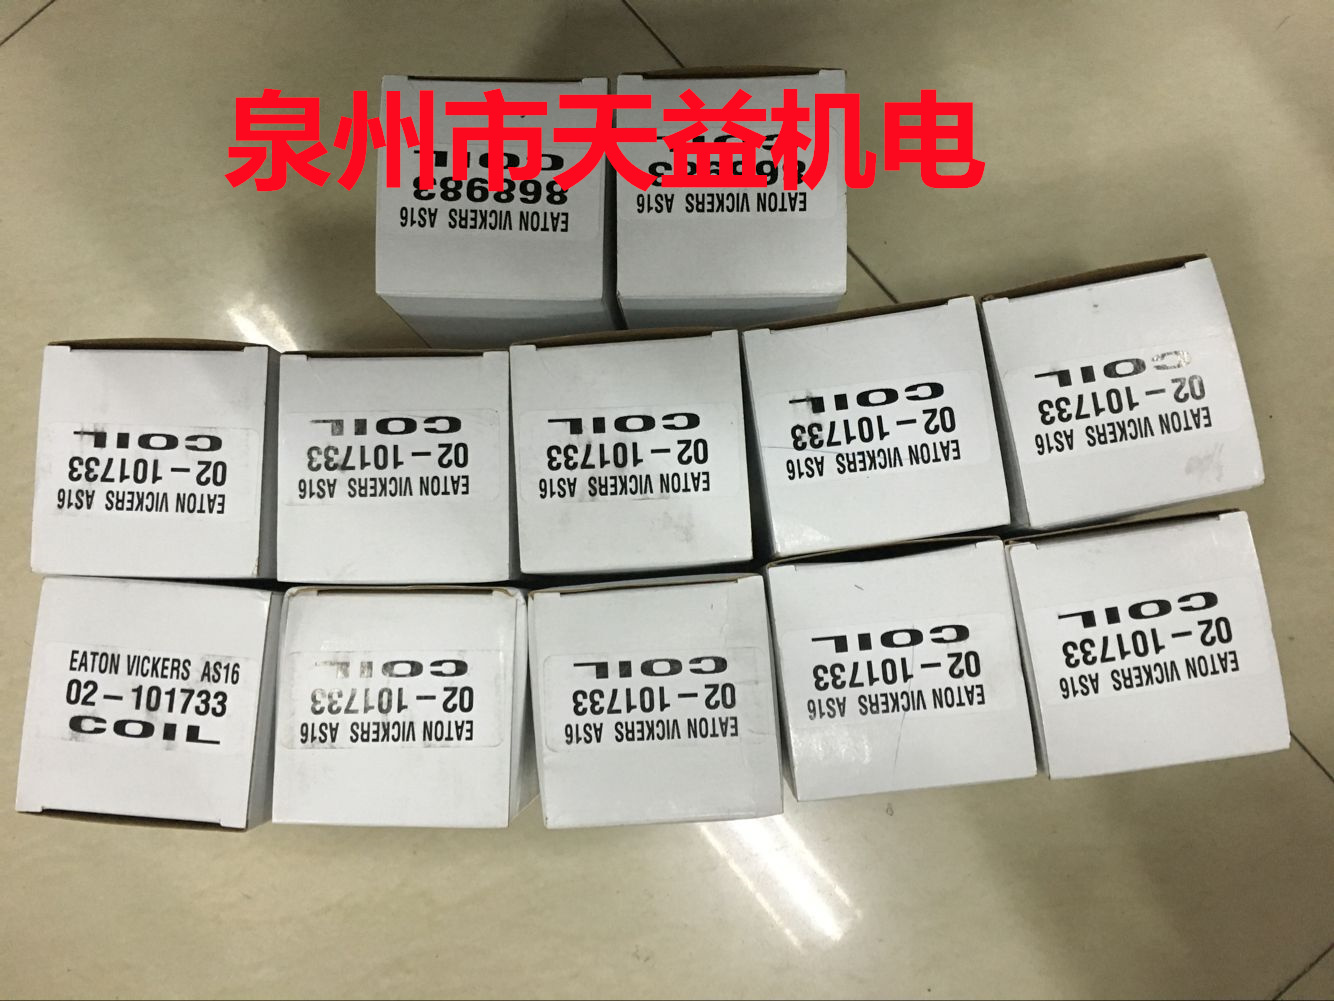 泉州市天益机电
COIL
868983
EATON VICKERS AS16
COIL
868983
EATON VICKERS AS16
COIL
02-101733
EATON VICKERS AS16
COIL
02-101733
EATON VICKERS AS16
COIL
02-101733
EATON VICKERS AS16
COIL
02-101733
EATON VICKERS AS16
COIL
02-101733
EATON VICKERS AS16
EATON VICKERS AS16
02-101733
COIL
COIL
02-101733
EATON VICKERS AS16
COIL
02-101733
EATON VICKERS AS16
COIL
02-101733
EATON VICKERS AS16
COIL
02-101733
EATON VICKERS AS16